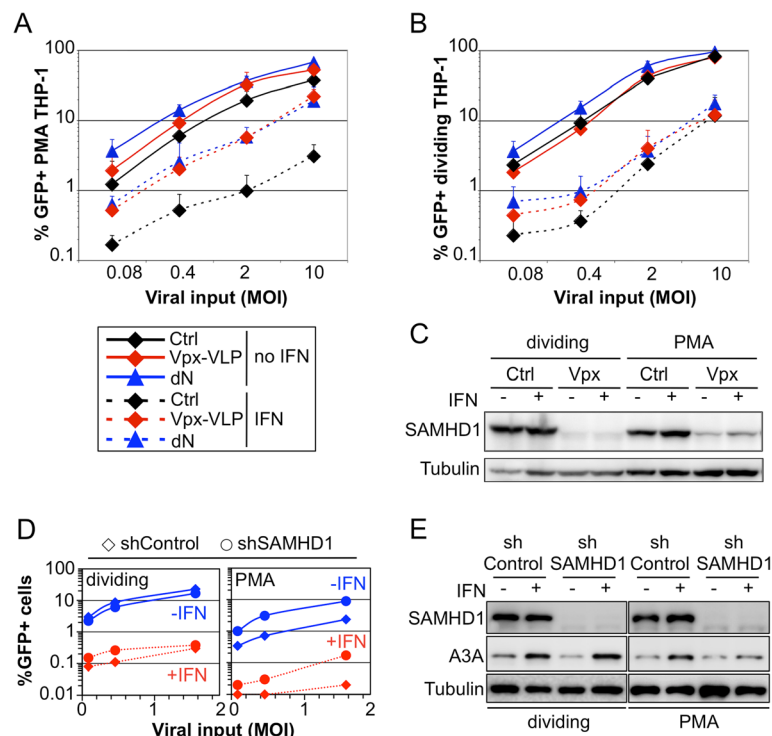 A
% GFP+ PMA THP-1
100
10
1
0.1
0.08 0.4 2 10
Viral input (MOI)
B
% GFP+ dividing THP-1
100
10
1
0.1
0.08 0.4 2 10
Viral input (MOI)
Ctrl
Vpx-VLP
dN
no IFN
Ctrl
Vpx-VLP
dN
IFN
C
dividing PMA
Ctrl Vpx Ctrl Vpx
IFN - + - + - + - +
SAMHD1
Tubulin
D
shControl shSAMHD1
%GFP+ cells
100
10
1
0.1
0.01
dividing
-IFN
+IFN
0 1 2
PMA
-IFN
+IFN
0 1 2
Viral input (MOI)
E
sh sh sh sh
Control SAMHD1 Control SAMHD1
IFN - + - + - + - +
SAMHD1
A3A
Tubulin
dividing PMA